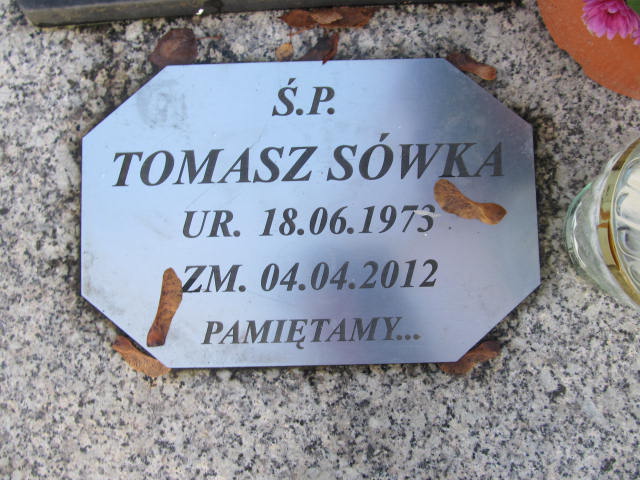 Ś.P.
TOMASZ SÓWKA
UR. 18.06.1973
ZM. 04.04.2012
PAMIĘTAMY...